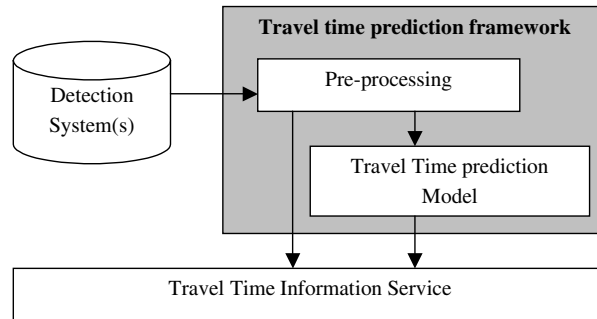 Travel time prediction framework
Detection
System(s)
Pre-processing
Travel Time prediction
Model
Travel Time Information Service